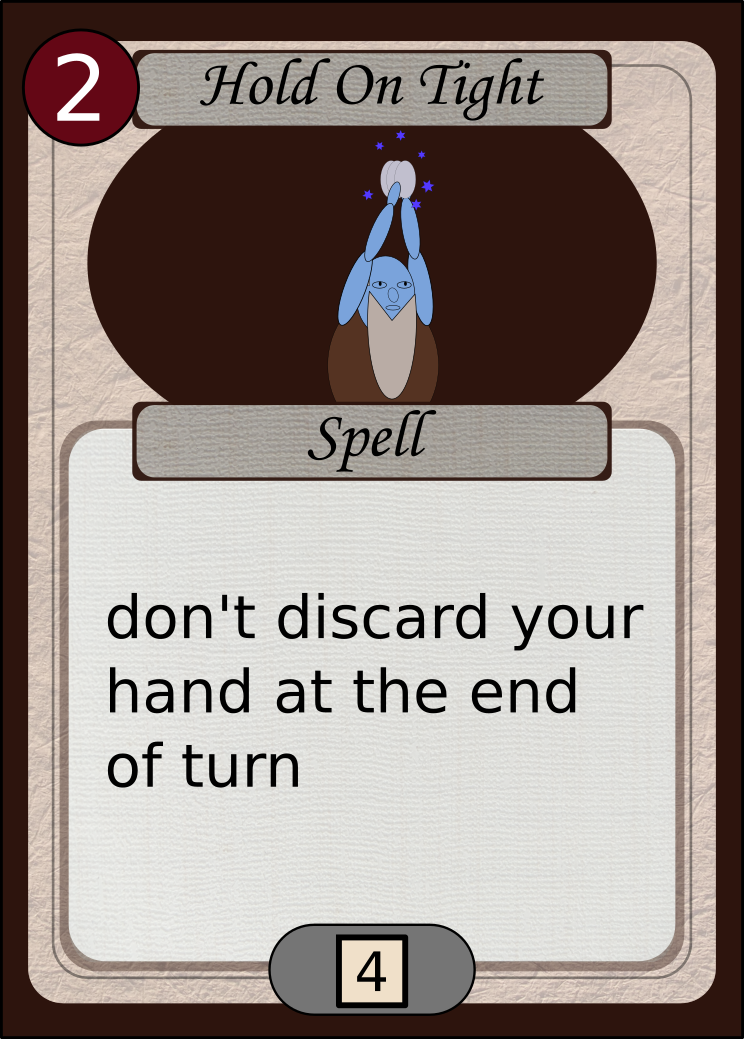 2
Hold On Tight
Spell
don't discard your
hand at the end
of turn
4